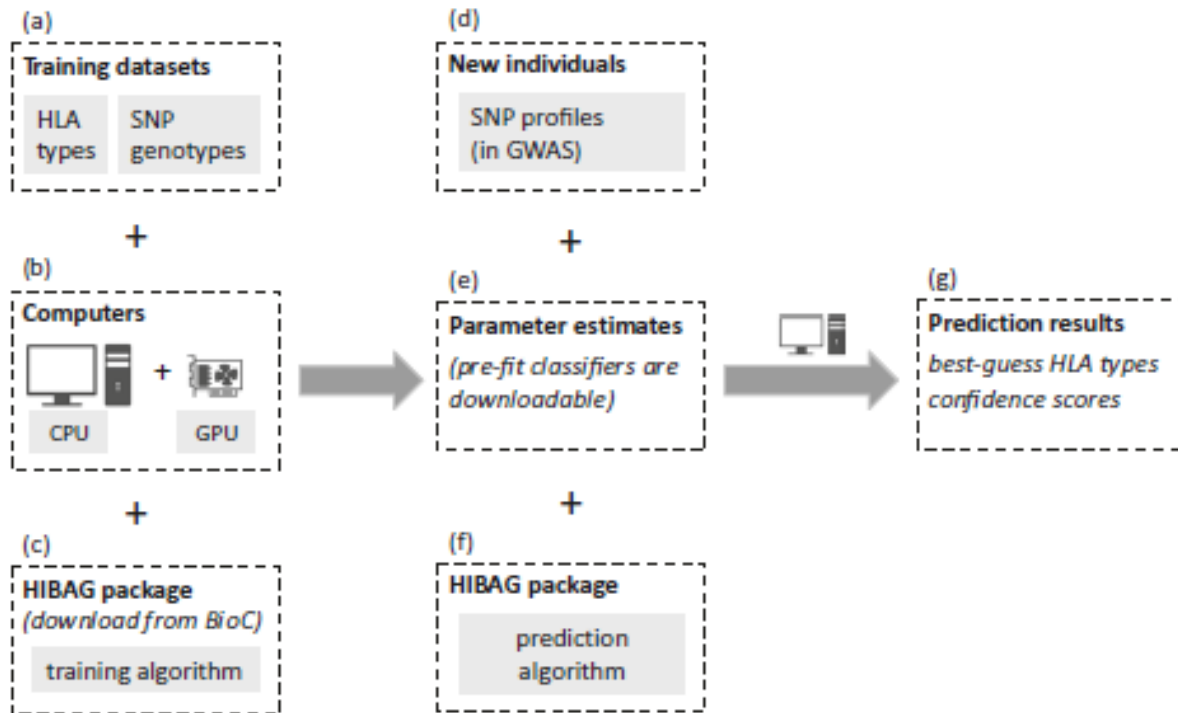 (a)
Training datasets
HLA
types
SNP
genotypes
+
(b)
Computers
+
CPU
GPU
+
(c)
HIBAG package
(download from BioC)
training algorithm
(d)
New individuals
SNP profiles
(in GWAS)
+
(e)
Parameter estimates
(pre-fit classifiers are
downloadable)
+
(f)
HIBAG package
prediction
algorithm
(g)
Prediction results
best-guess HLA types
confidence scores